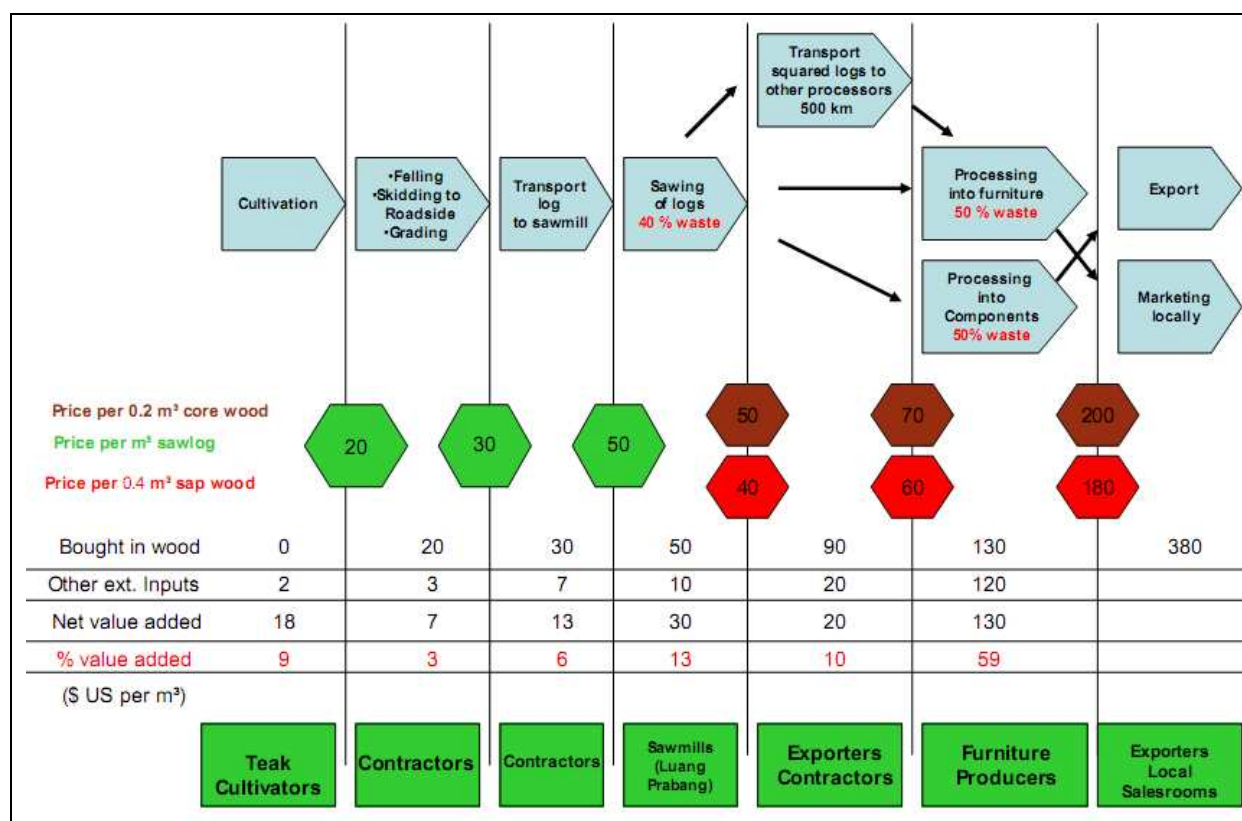 Transport
squared logs to
other processors
500 km
Cultivation
•Felling
•Skidding to
Roadside
•Grading
Transport
log
to sawmill
Sawing
of logs
40 % waste
Processing
into furniture
50 % waste
Export
Processing
into
Components
50% waste
Marketing
locally
Price per 0.2 m³ core wood
Price per m³ sawlog
Price per 0.4 m³ sap wood
20
30
50
50
70
200
40
60
180
Bought in wood 0 20 30 50 90 130 380
Other ext. Inputs 2 3 7 10 20 120
Net value added 18 7 13 30 20 130
% value added 9 3 6 13 10 59
($ US per m³)
Teak
Cultivators
Contractors
Contractors
Sawmills
(Luang
Prabang)
Exporters
Contractors
Furniture
Producers
Exporters
Local
Salesrooms